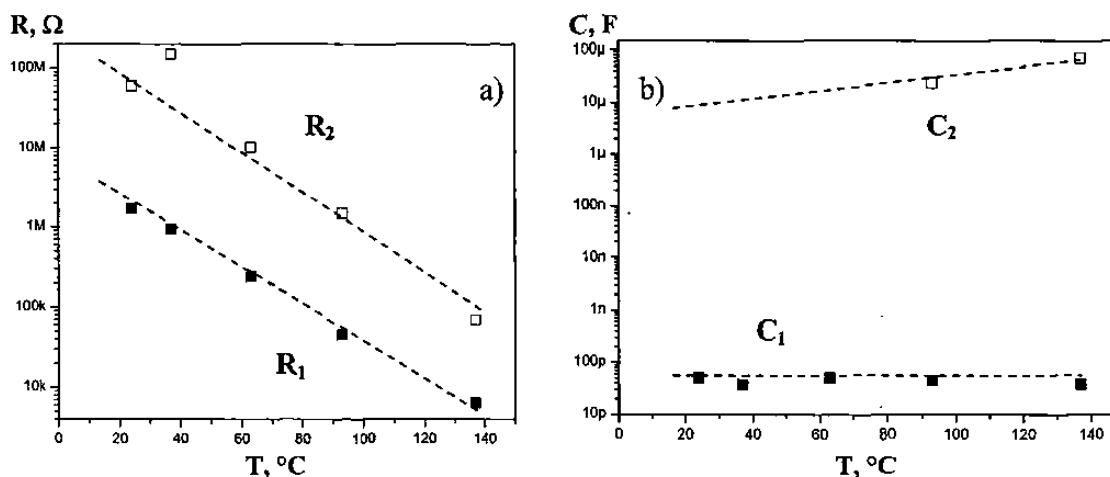 R, Ω
100M
10M
1M
100k
10k
a)
R₂
R₁
0 20 40 60 80 100 120 140
T, °C
C, F
100µ
10µ
1µ
100n
10n
1n
100p
10p
b)
C₂
C₁
0 20 40 60 80 100 120 140
T, °C